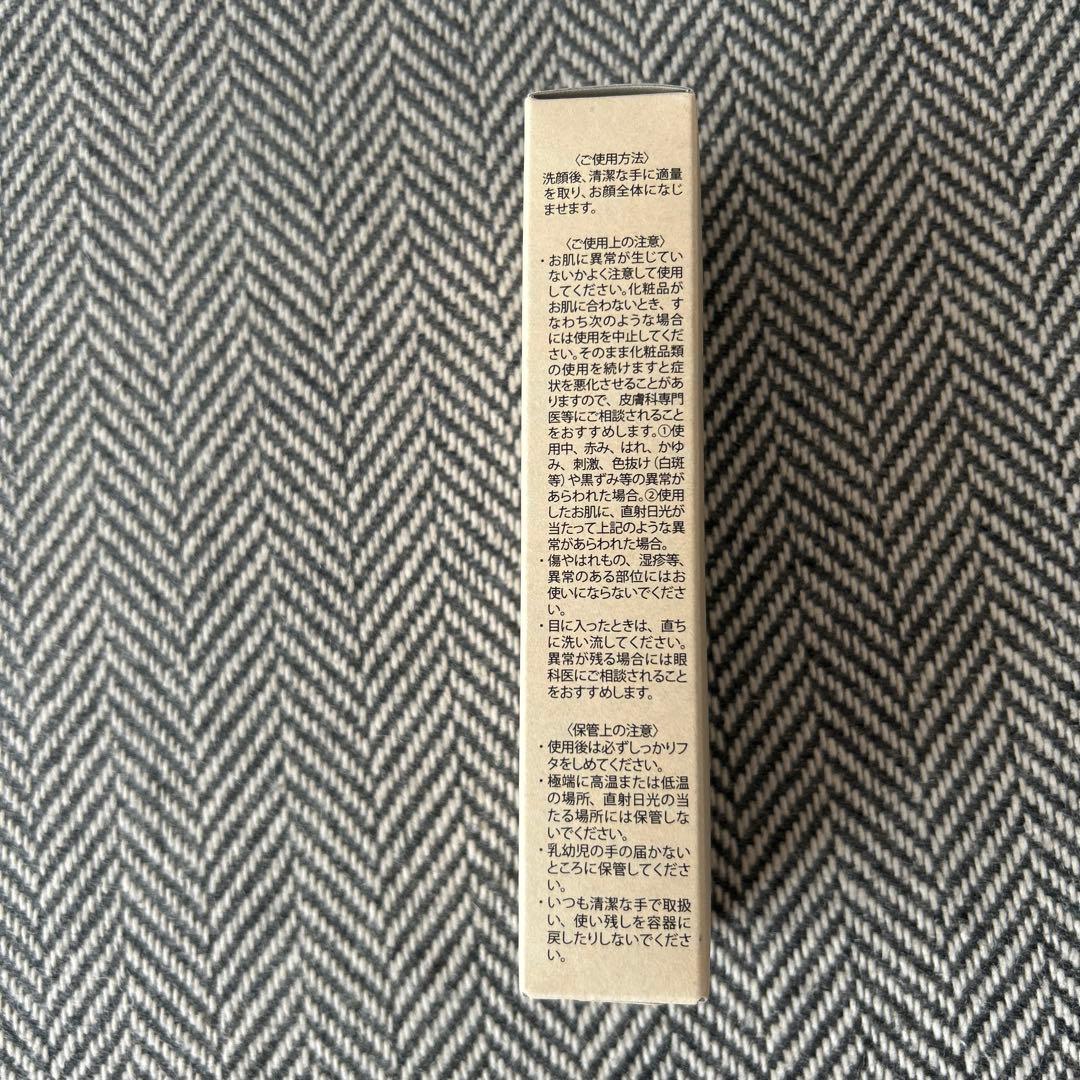 〈ご使用方法〉
洗顔後、清潔な手に適量
を取り、お顔全体になじ
ませます。
〈ご使用上の注意〉
・お肌に異常が生じてい
ないかよく注意して使用
してください。化粧品が
お肌に合わないとき、す
なわち次のような場合
には使用を中止してくだ
さい。そのまま化粧品類
の使用を続けますと症
状を悪化させることがあ
りますので、皮膚科専門
医等にご相談されること
をおすすめします。①使
用中、赤み、はれ、かゆ
み、刺激、色抜け（白斑
等）や黒ずみ等の異常が
あらわれた場合。②使用
したお肌に、直射日光が
当たって上記のような異
常があらわれた場合。
・傷やはれもの、湿疹等、
異常のある部位にはお
使いにならないでくださ
い。
・目に入ったときは、直ち
に洗い流してください。
異常が残る場合には眼
科医にご相談されること
をおすすめします。
〈保管上の注意〉
・使用後は必ずしっかりフ
タをしめてください。
・極端に高温または低温
の場所、直射日光の当
たる場所には保管しな
いでください。
・乳幼児の手の届かない
ところに保管してくださ
い。
・いつも清潔な手で取扱
い、使い残しを容器に
戻したりしないでくださ
い。